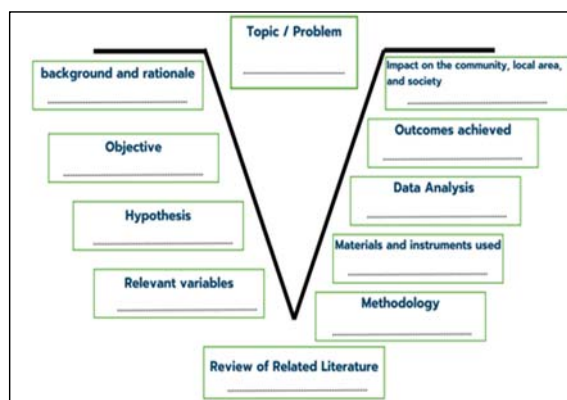 Topic / Problem
background and rationale
Objective
Hypothesis
Relevant variables
Review of Related Literature
Methodology
Materials and instruments used
Data Analysis
Outcomes achieved
Impact on the community, local area,
and society